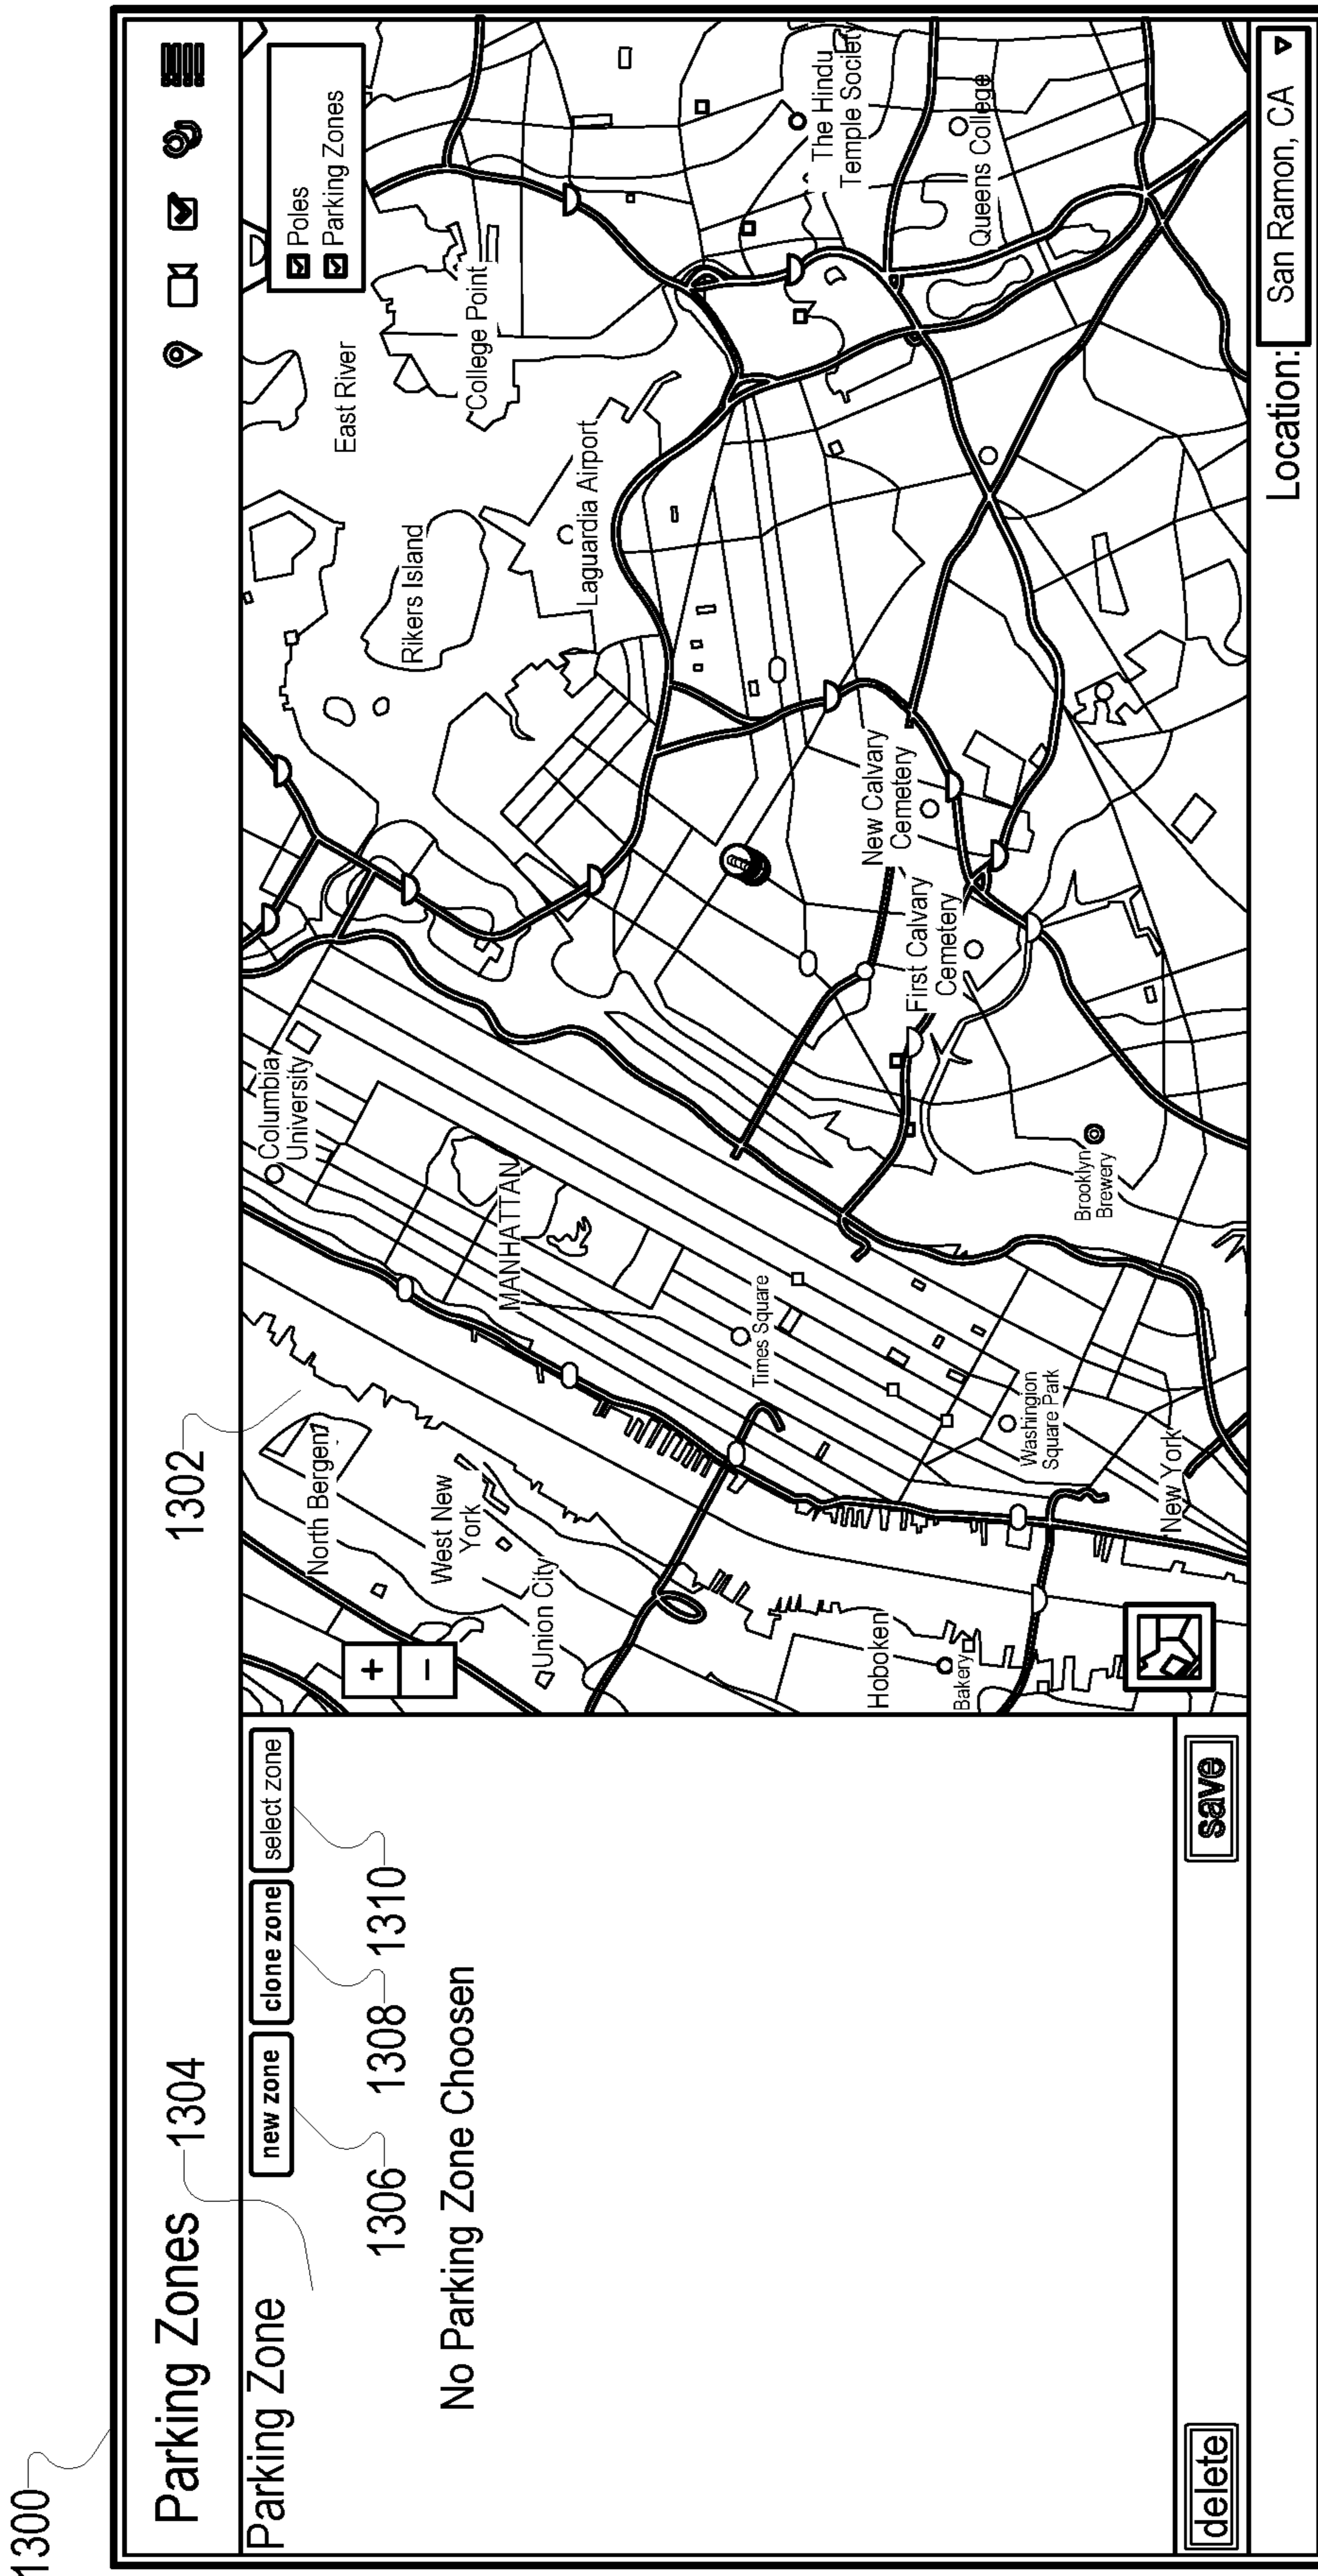 1300
Parking Zones
1304
1302
Parking Zone
new zone
clone zone
select zone
1306
1308
1310
No Parking Zone Choosen
delete
save
+
−
Poles
Parking Zones
North Bergen
West New
York
Union City
Hoboken
Bakery
Columbia
University
MANHATTAN
Times Square
Washington
Square Park
New York
Brooklyn
Brewery
First Calvary
Cemetery
New Calvary
Cemetery
Rikers Island
East River
Laguardia Airport
College Point
The Hindu
Temple Society
Queens College
Location:
San Ramon, CA